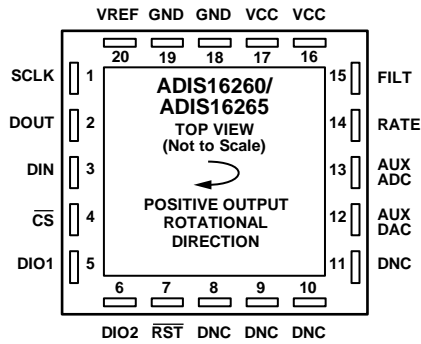 VREF GND GND VCC VCC
20 19 18 17 16
SCLK 1
DOUT 2
DIN 3
C̅S̅ 4
DIO1 5
ADIS16260/
ADIS16265
TOP VIEW
(Not to Scale)
POSITIVE OUTPUT
ROTATIONAL
DIRECTION
15 FILT
14 RATE
13 AUX
ADC
12 AUX
DAC
11 DNC
6 7 8 9 10
DIO2 R̅S̅T̅ DNC DNC DNC